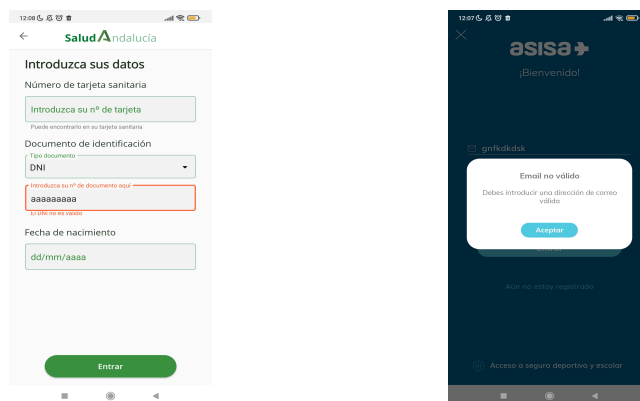 12:08
Salud Andalucía
Introduzca sus datos
Número de tarjeta sanitaria
Introduzca su nº de tarjeta
Puede encontrarlo en su tarjeta sanitaria
Documento de identificación
Tipo documento
DNI
Introduzca su nº de documento aquí
aaaaaaaaa
El DNI no es válido
Fecha de nacimiento
dd/mm/aaaa
Entrar
12:07
asisa+
¡Bienvenido!
gnfkdkdsk
Email no válido
Debes introducir una dirección de correo
válida
Aceptar
Aún no estoy registrado
Acceso a seguro deportivo y escolar